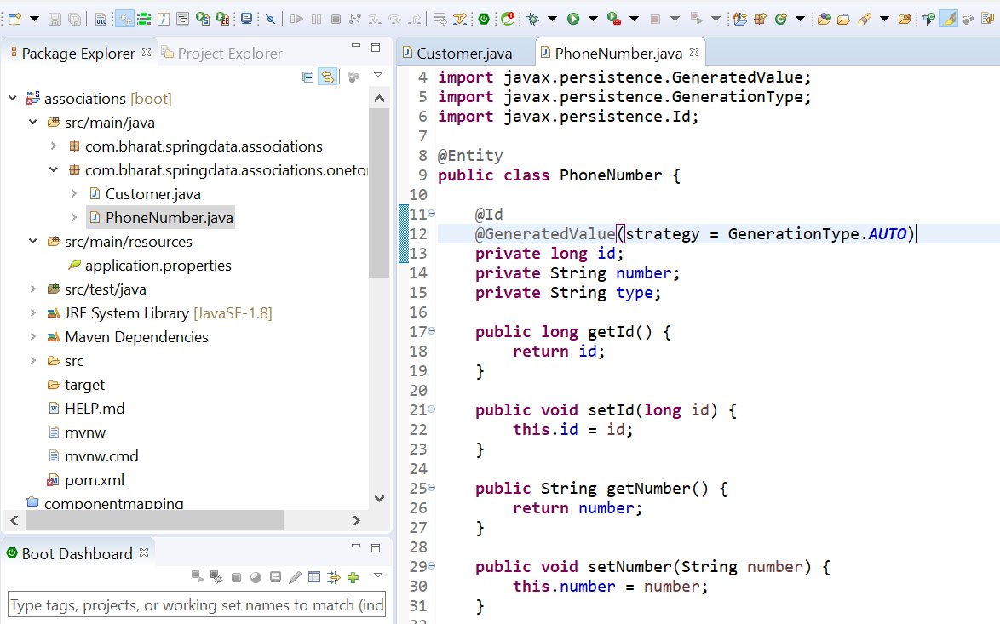 Package Explorer
Project Explorer
associations [boot]
src/main/java
com.bharat.springdata.associations
com.bharat.springdata.associations.oneto
Customer.java
PhoneNumber.java
src/main/resources
application.properties
src/test/java
JRE System Library [JavaSE-1.8]
Maven Dependencies
src
target
HELP.md
mvnw
mvnw.cmd
pom.xml
componentmapping
Boot Dashboard
Type tags, projects, or working set names to match (incl
Customer.java
PhoneNumber.java
4 import javax.persistence.GeneratedValue;
5 import javax.persistence.GenerationType;
6 import javax.persistence.Id;
7
8 @Entity
9 public class PhoneNumber {
10
11 @Id
12 @GeneratedValue(strategy = GenerationType.AUTO)
13 private long id;
14 private String number;
15 private String type;
16
17 public long getId() {
18 return id;
19 }
20
21 public void setId(long id) {
22 this.id = id;
23 }
24
25 public String getNumber() {
26 return number;
27 }
28
29 public void setNumber(String number) {
30 this.number = number;
31 }